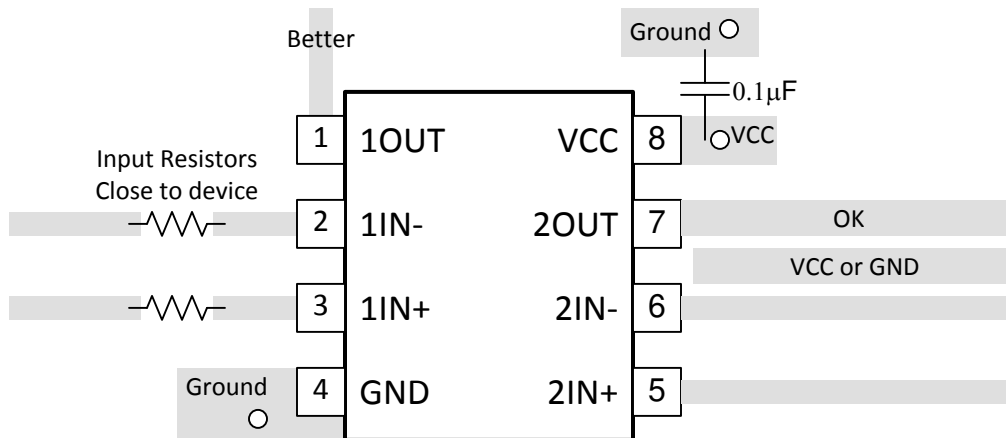 Better
Ground
0.1µF
1 1OUT VCC 8 VCC
Input Resistors
Close to device
2 1IN- 2OUT 7 OK
VCC or GND
3 1IN+ 2IN- 6
Ground
4 GND 2IN+ 5